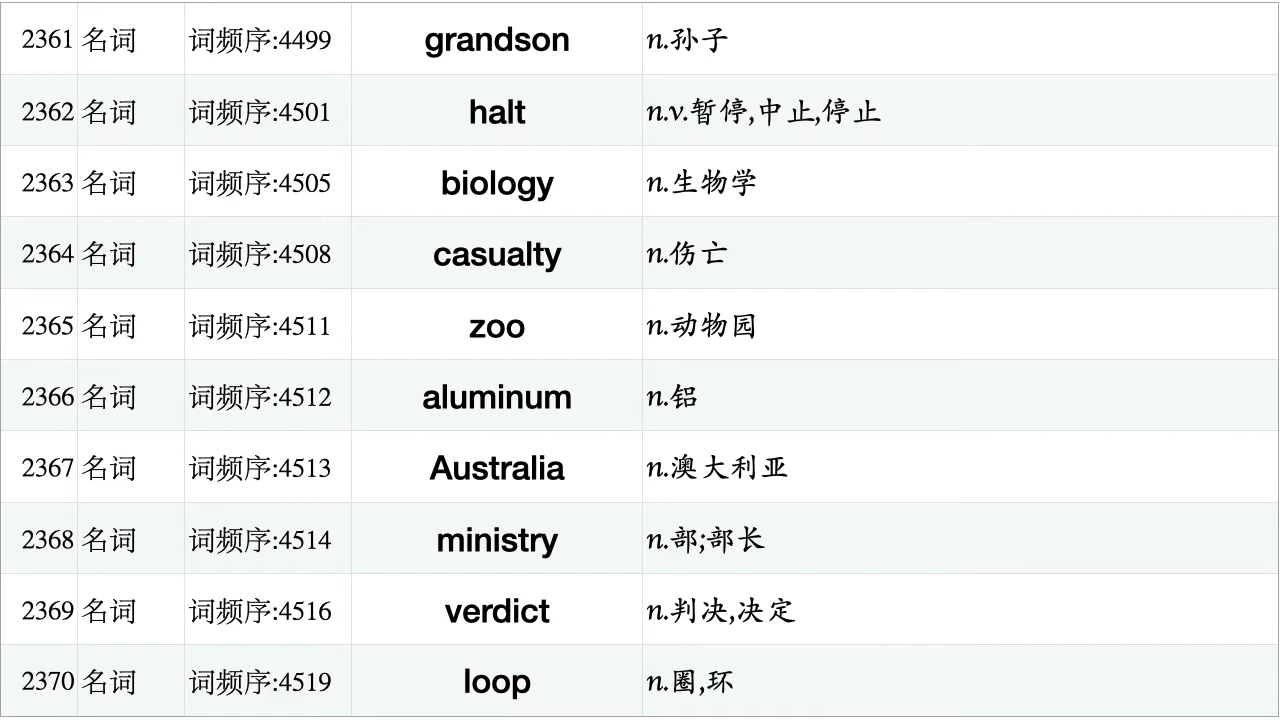 2361 名词 词频序:4499 grandson n.孙子
2362 名词 词频序:4501 halt n.v.暂停,中止,停止
2363 名词 词频序:4505 biology n.生物学
2364 名词 词频序:4508 casualty n.伤亡
2365 名词 词频序:4511 zoo n.动物园
2366 名词 词频序:4512 aluminum n.铝
2367 名词 词频序:4513 Australia n.澳大利亚
2368 名词 词频序:4514 ministry n.部;部长
2369 名词 词频序:4516 verdict n.判决,决定
2370 名词 词频序:4519 loop n.圈,环